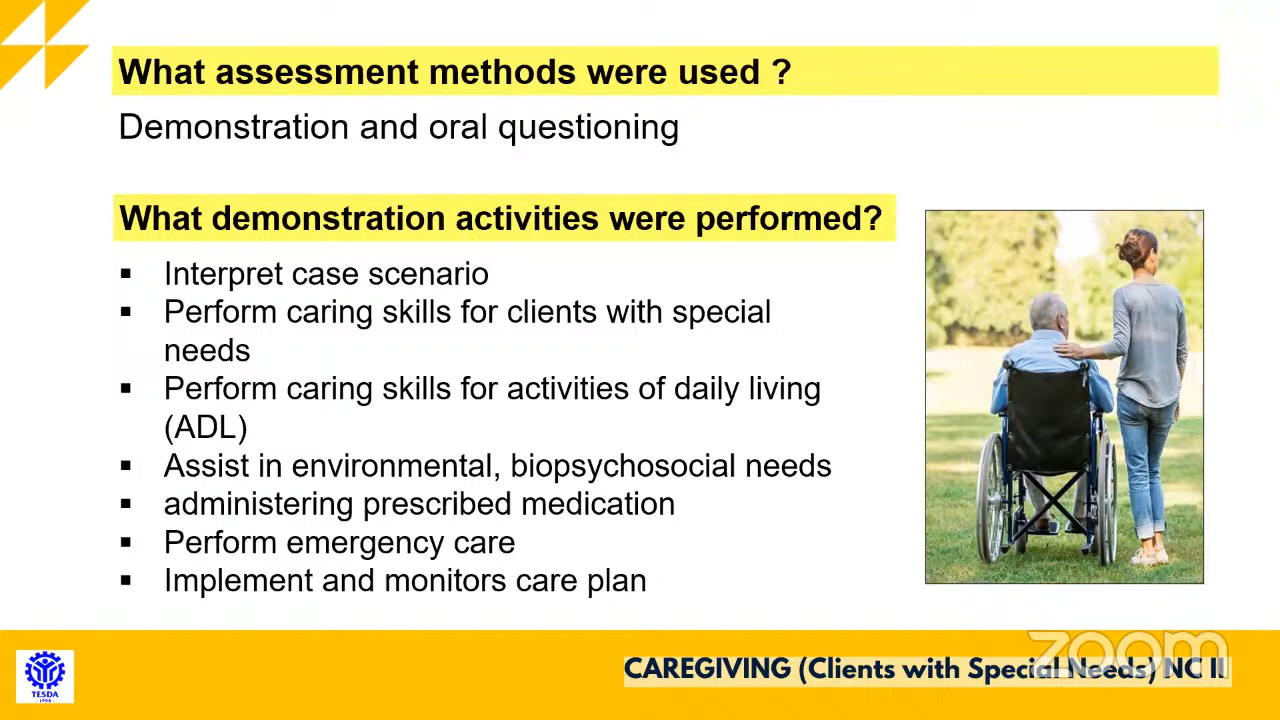 What assessment methods were used ?
Demonstration and oral questioning
What demonstration activities were performed?
▪ Interpret case scenario
▪ Perform caring skills for clients with special
needs
▪ Perform caring skills for activities of daily living
(ADL)
▪ Assist in environmental, biopsychosocial needs
▪ administering prescribed medication
▪ Perform emergency care
▪ Implement and monitors care plan
zoom
CAREGIVING (Clients with Special Needs) NC II
TESDA
1994